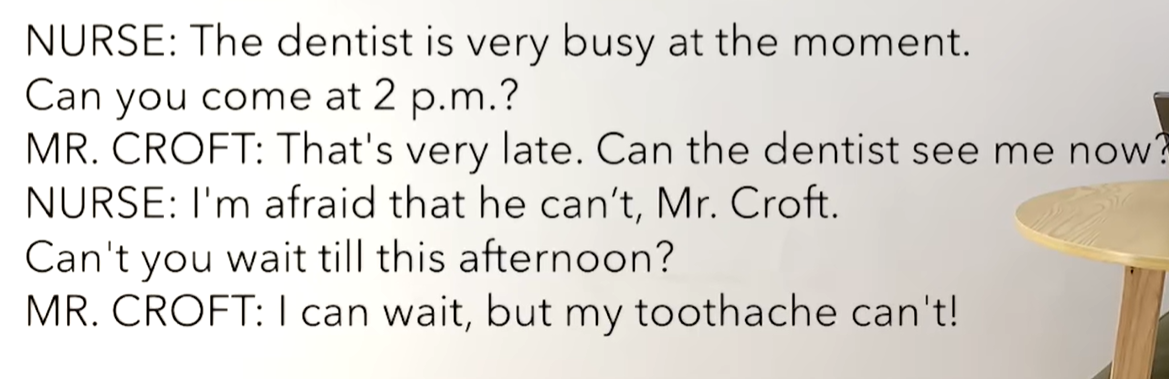 NURSE: The dentist is very busy at the moment.
Can you come at 2 p.m.?
MR. CROFT: That's very late. Can the dentist see me now?
NURSE: I'm afraid that he can’t, Mr. Croft.
Can't you wait till this afternoon?
MR. CROFT: I can wait, but my toothache can't!